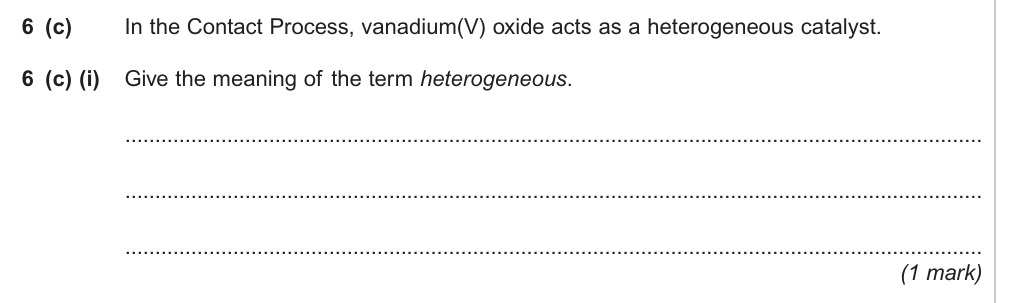 6 (c) In the Contact Process, vanadium(V) oxide acts as a heterogeneous catalyst.
6 (c) (i) Give the meaning of the term heterogeneous.
(1 mark)